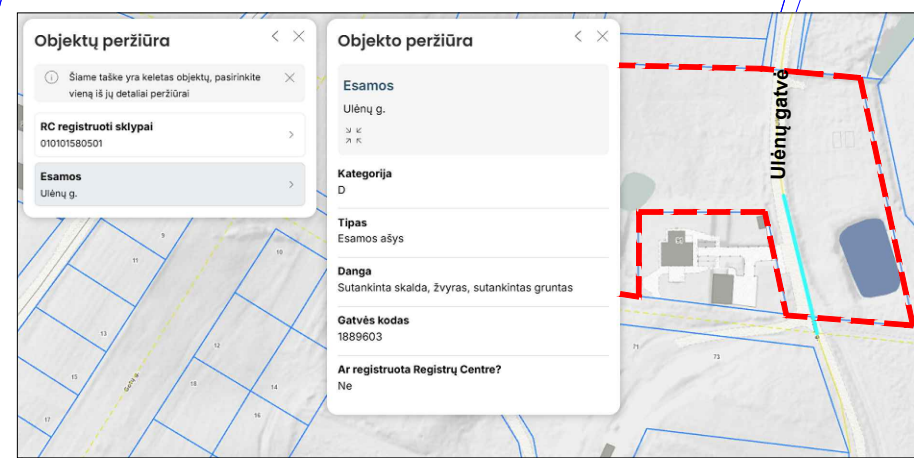 Objektų peržiūra
Šiame taške yra keletas objektų, pasirinkite
vieną iš jų detaliai peržiūrai
RC registruoti sklypai
010101580501
Esamos
Ulėnų g.
Objekto peržiūra
Esamos
Ulėnų g.
Kategorija
D
Tipas
Esamos ašys
Danga
Sutankinta skalda, žvyras, sutankintas gruntas
Gatvės kodas
1889603
Ar registruota Registrų Centre?
Ne
Ulėnų gatvė
9
11
10
13
12
15
18
14
17
16
71
73